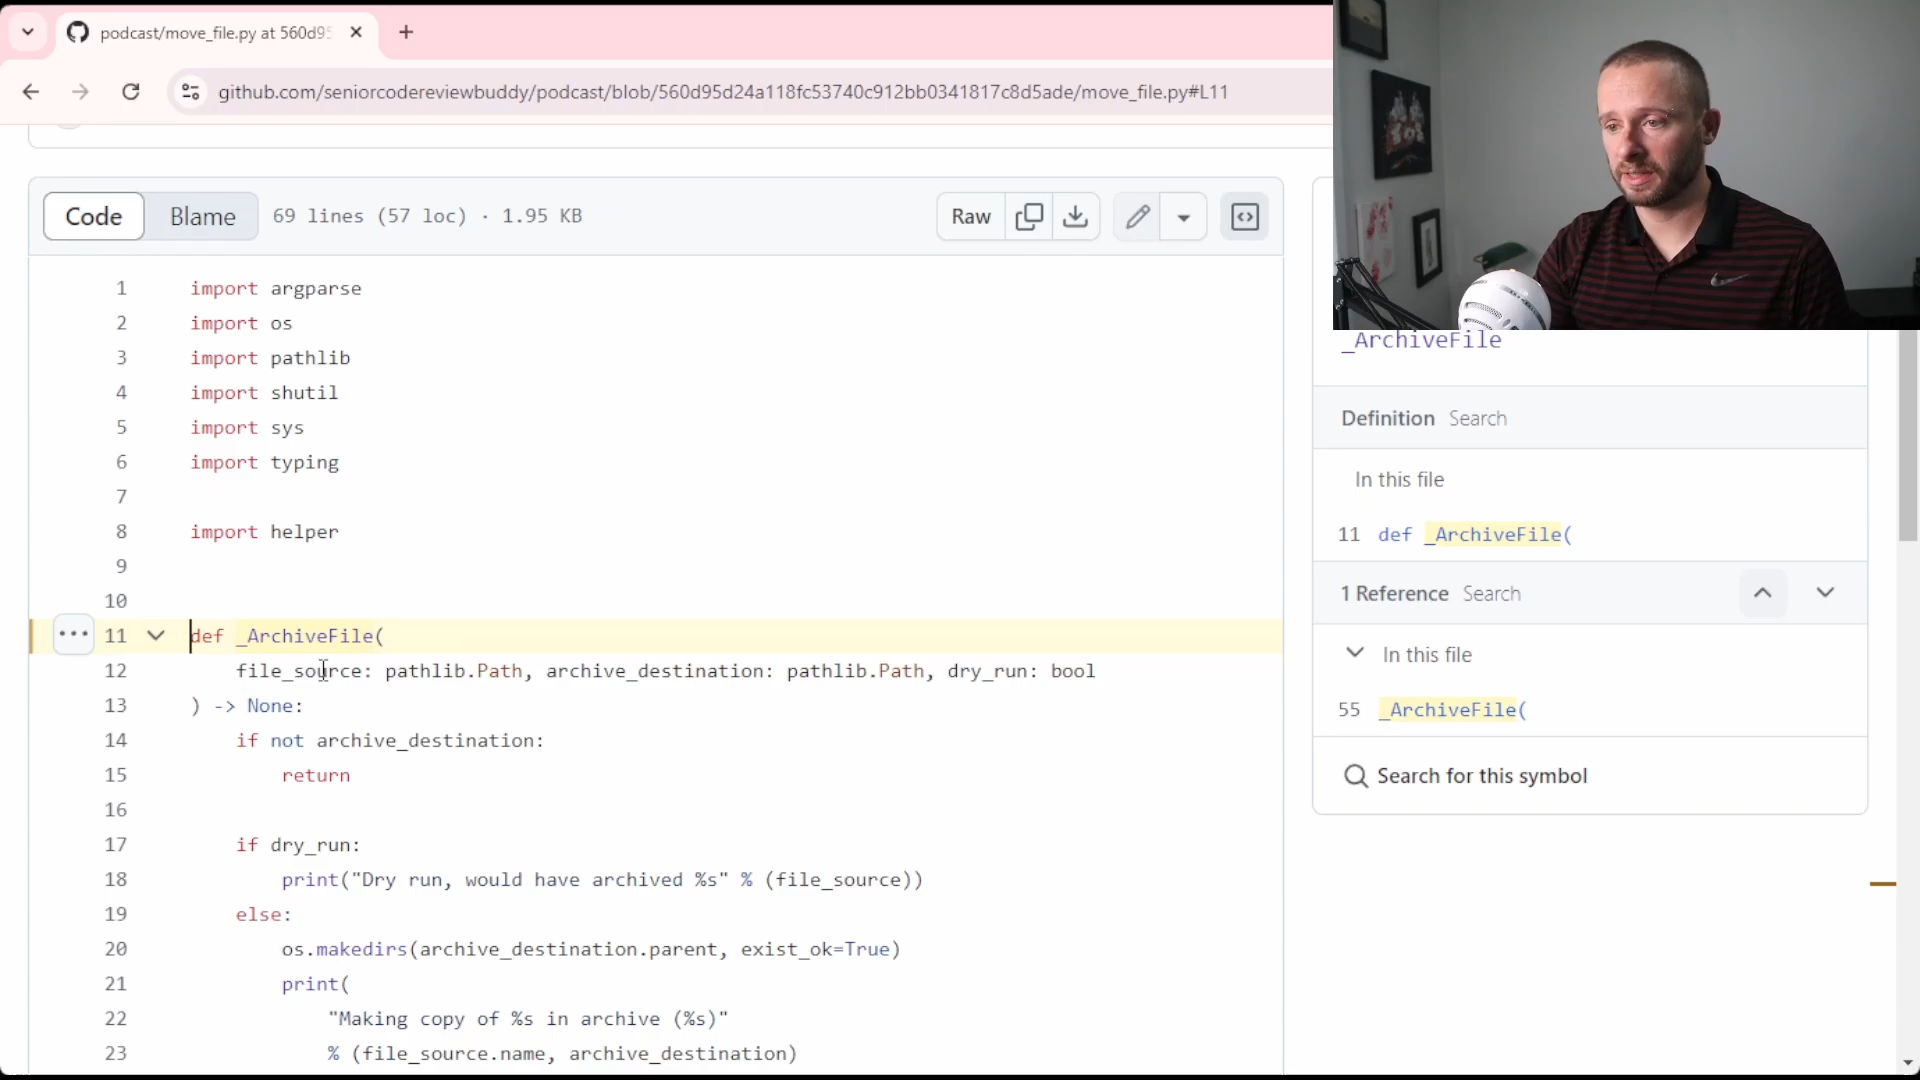 podcast/move_file.py at 560d95
github.com/seniorcodereviewbuddy/podcast/blob/560d95d24a118fc53740c912bb0341817c8d5ade/move_file.py#L11
Code Blame 69 lines (57 loc) · 1.95 KB Raw
1 import argparse
2 import os
3 import pathlib
4 import shutil
5 import sys
6 import typing
7
8 import helper
9
10
11 def _ArchiveFile(
12 file_source: pathlib.Path, archive_destination: pathlib.Path, dry_run: bool
13 ) -> None:
14 if not archive_destination:
15 return
16
17 if dry_run:
18 print("Dry run, would have archived %s" % (file_source))
19 else:
20 os.makedirs(archive_destination.parent, exist_ok=True)
21 print(
22 "Making copy of %s in archive (%s)"
23 % (file_source.name, archive_destination)
_ArchiveFile
Definition Search
In this file
11 def _ArchiveFile(
1 Reference Search
In this file
55 _ArchiveFile(
Search for this symbol